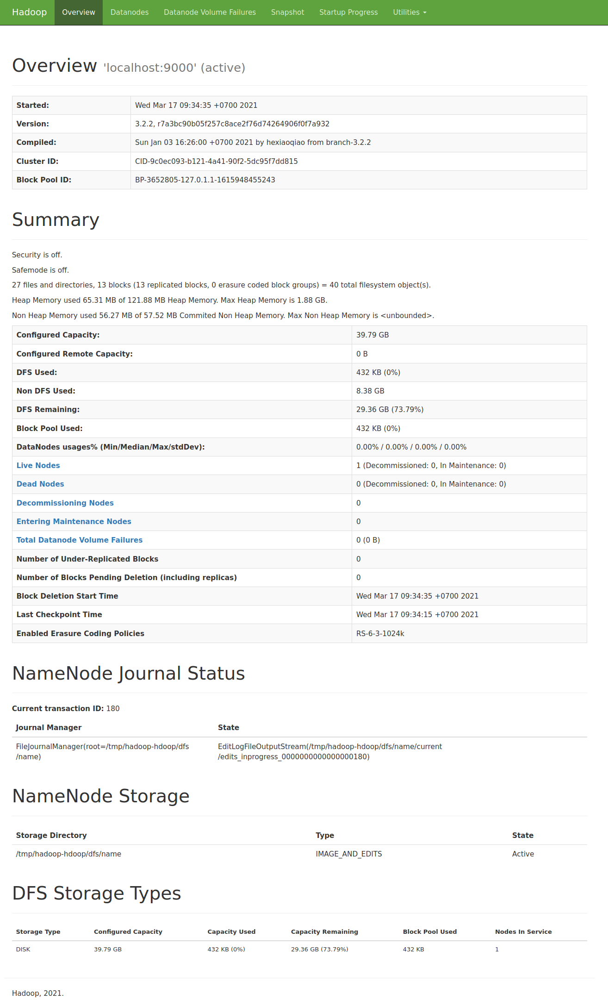 Hadoop Overview Datanodes Datanode Volume Failures Snapshot Startup Progress Utilities
Overview 'localhost:9000' (active)
Started: Wed Mar 17 09:34:35 +0700 2021
Version: 3.2.2, r7a3bc90b05f257c8ace2f76d74264906f0f7a932
Compiled: Sun Jan 03 16:26:00 +0700 2021 by hexiaoqiao from branch-3.2.2
Cluster ID: CID-9c0ec093-b121-4a41-90f2-5dc95f7dd815
Block Pool ID: BP-3652805-127.0.1.1-1615948455243
Summary
Security is off.
Safemode is off.
27 files and directories, 13 blocks (13 replicated blocks, 0 erasure coded block groups) = 40 total filesystem object(s).
Heap Memory used 65.31 MB of 121.88 MB Heap Memory. Max Heap Memory is 1.88 GB.
Non Heap Memory used 56.27 MB of 57.52 MB Commited Non Heap Memory. Max Non Heap Memory is <unbounded>.
Configured Capacity: 39.79 GB
Configured Remote Capacity: 0 B
DFS Used: 432 KB (0%)
Non DFS Used: 8.38 GB
DFS Remaining: 29.36 GB (73.79%)
Block Pool Used: 432 KB (0%)
DataNodes usages% (Min/Median/Max/stdDev): 0.00% / 0.00% / 0.00% / 0.00%
Live Nodes 1 (Decommissioned: 0, In Maintenance: 0)
Dead Nodes 0 (Decommissioned: 0, In Maintenance: 0)
Decommissioning Nodes 0
Entering Maintenance Nodes 0
Total Datanode Volume Failures 0 (0 B)
Number of Under-Replicated Blocks 0
Number of Blocks Pending Deletion (including replicas) 0
Block Deletion Start Time Wed Mar 17 09:34:35 +0700 2021
Last Checkpoint Time Wed Mar 17 09:34:15 +0700 2021
Enabled Erasure Coding Policies RS-6-3-1024k
NameNode Journal Status
Current transaction ID: 180
Journal Manager State
FileJournalManager(root=/tmp/hadoop-hdoop/dfs EditLogFileOutputStream(/tmp/hadoop-hdoop/dfs/name/current
/name) /edits_inprogress_0000000000000000180)
NameNode Storage
Storage Directory Type State
/tmp/hadoop-hdoop/dfs/name IMAGE_AND_EDITS Active
DFS Storage Types
Storage Type Configured Capacity Capacity Used Capacity Remaining Block Pool Used Nodes In Service
DISK 39.79 GB 432 KB (0%) 29.36 GB (73.79%) 432 KB 1
Hadoop, 2021.